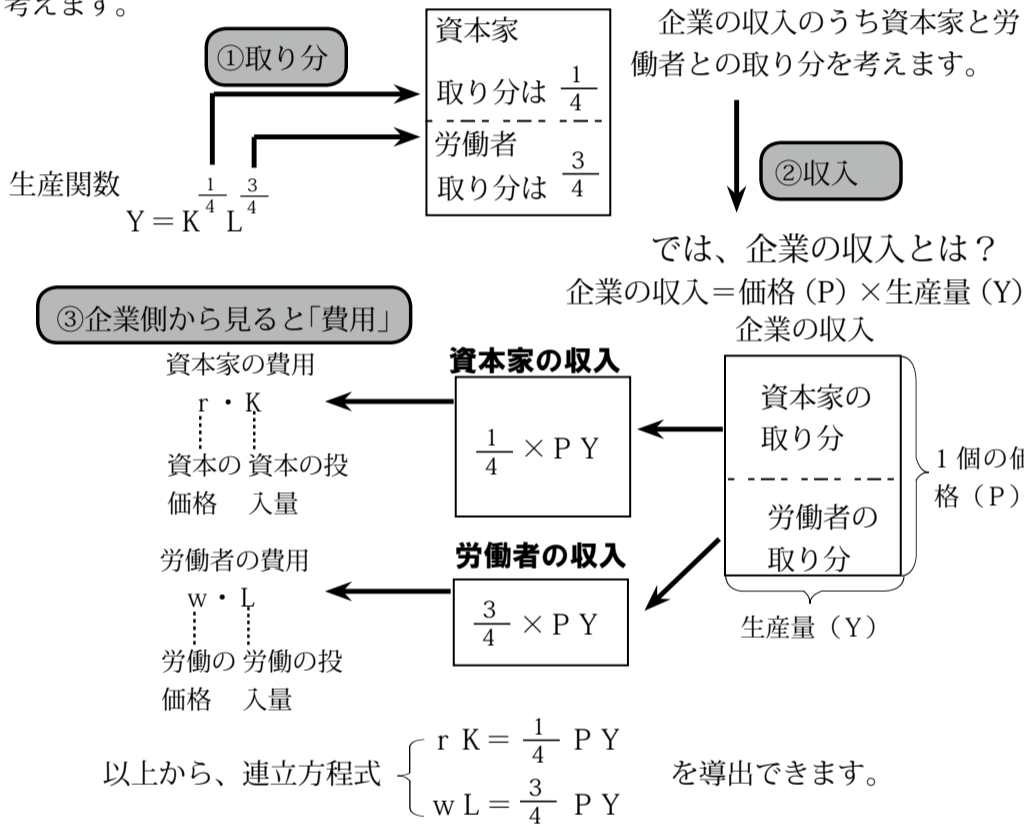 考えます。
①取り分
資本家
取り分は 1/4
労働者
取り分は 3/4
生産関数
Y＝K^{1/4} L^{3/4}
企業の収入のうち資本家と労
働者との取り分を考えます。
②収入
では、企業の収入とは？
企業の収入＝価格（P）×生産量（Y）
企業の収入
資本家の
取り分
労働者の
取り分
1個の価
格（P）
生産量（Y）
③企業側から見ると「費用」
資本家の費用
r・K
資本の 資本の投
価格 入量
資本家の収入
1/4 ×ＰＹ
労働者の費用
w・L
労働の 労働の投
価格 入量
労働者の収入
3/4 ×ＰＹ
以上から、連立方程式
r K＝ 1/4 ＰＹ
w L＝ 3/4 ＰＹ
を導出できます。